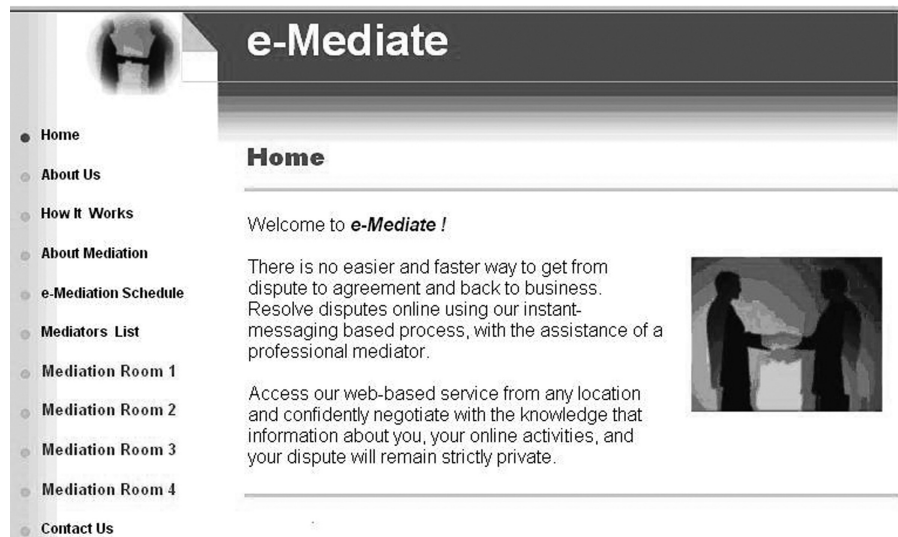 e-Mediate
Home
About Us
How It Works
About Mediation
e-Mediation Schedule
Mediators List
Mediation Room 1
Mediation Room 2
Mediation Room 3
Mediation Room 4
Contact Us
Home
Welcome to e-Mediate !
There is no easier and faster way to get from
dispute to agreement and back to business.
Resolve disputes online using our instant-
messaging based process, with the assistance of a
professional mediator.
Access our web-based service from any location
and confidently negotiate with the knowledge that
information about you, your online activities, and
your dispute will remain strictly private.